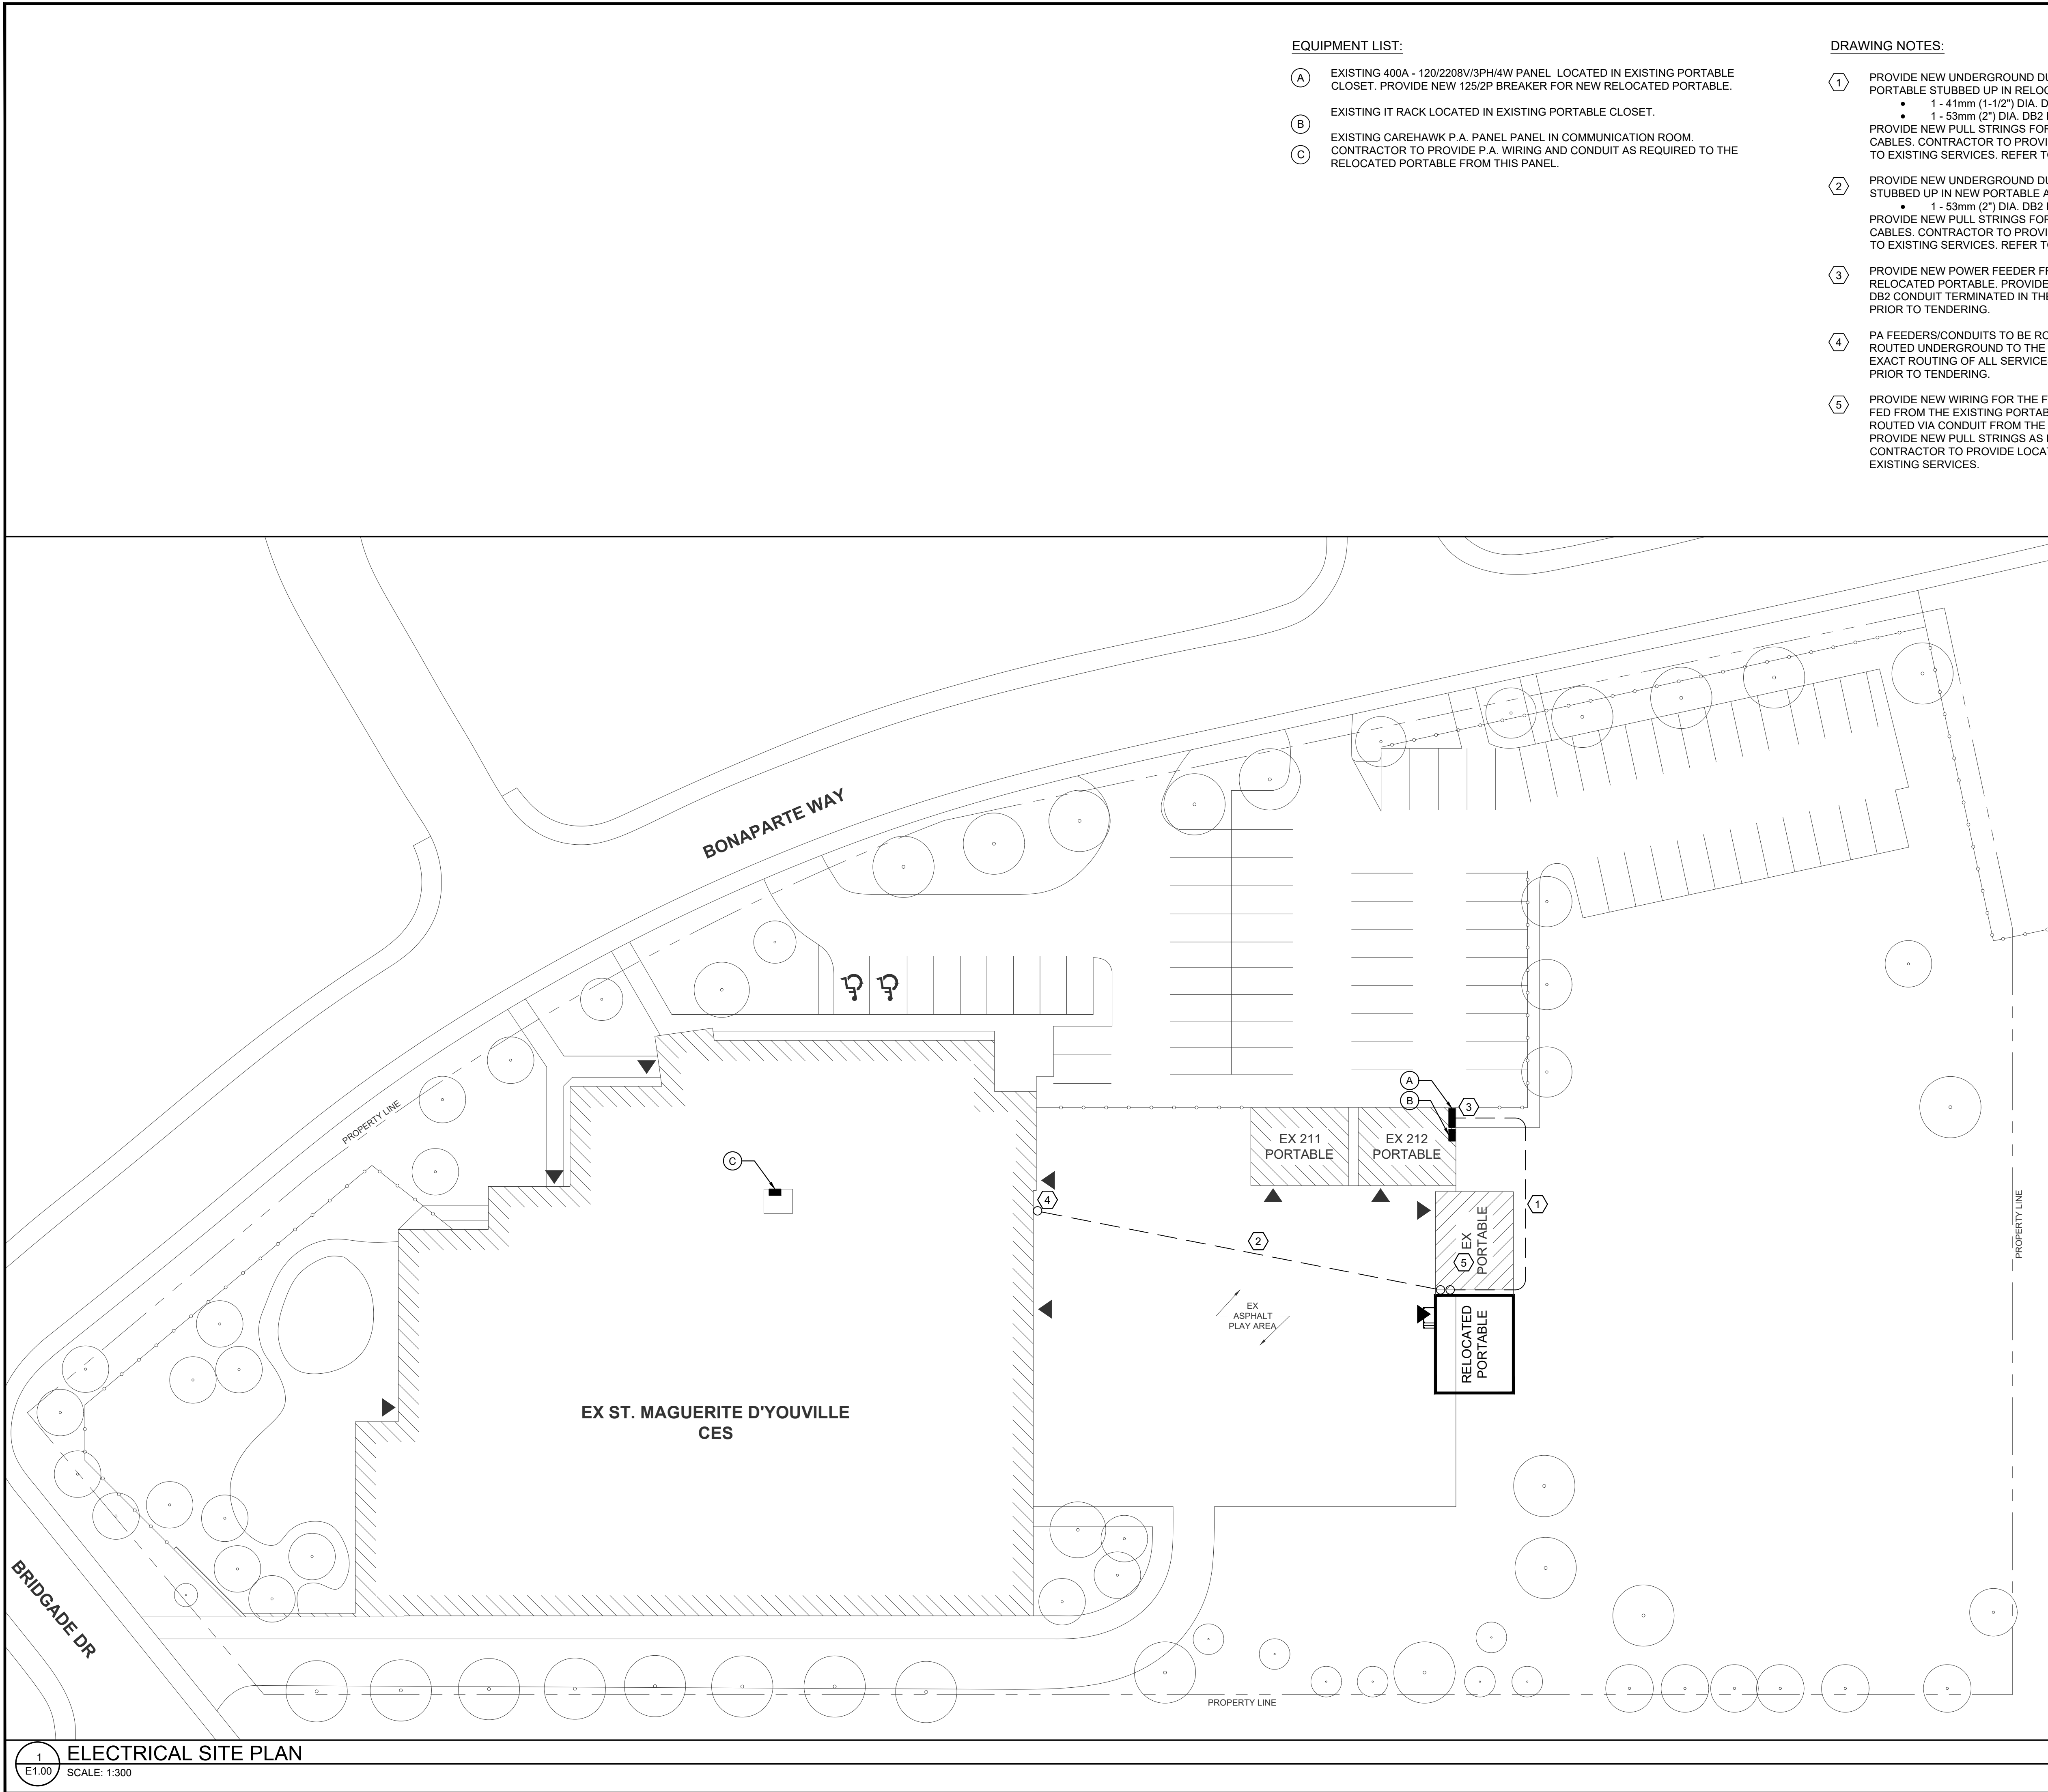 EQUIPMENT LIST:
A
EXISTING 400A - 120/2208V/3PH/4W PANEL LOCATED IN EXISTING PORTABLE
CLOSET. PROVIDE NEW 125/2P BREAKER FOR NEW RELOCATED PORTABLE.
B
EXISTING IT RACK LOCATED IN EXISTING PORTABLE CLOSET.
C
EXISTING CAREHAWK P.A. PANEL PANEL IN COMMUNICATION ROOM.
CONTRACTOR TO PROVIDE P.A. WIRING AND CONDUIT AS REQUIRED TO THE
RELOCATED PORTABLE FROM THIS PANEL.
DRAWING NOTES:
1
PROVIDE NEW UNDERGROUND
PORTABLE STUBBED UP IN
• 1 - 41mm (1-1/2") DIA.
• 1 - 53mm (2") DIA. DB2
PROVIDE NEW PULL STRINGS
CABLES. CONTRACTOR TO
TO EXISTING SERVICES. REFER
2
PROVIDE NEW UNDERGROUND
STUBBED UP IN NEW PORTABLE
• 1 - 53mm (2") DIA. DB2
PROVIDE NEW PULL STRINGS
CABLES. CONTRACTOR TO
TO EXISTING SERVICES. REFER
3
PROVIDE NEW POWER FEEDER
RELOCATED PORTABLE. PROVIDE
DB2 CONDUIT TERMINATED IN
PRIOR TO TENDERING.
4
PA FEEDERS/CONDUITS TO BE
ROUTED UNDERGROUND TO THE
EXACT ROUTING OF ALL
PRIOR TO TENDERING.
5
PROVIDE NEW WIRING FOR THE
FED FROM THE EXISTING
ROUTED VIA CONDUIT FROM THE
PROVIDE NEW PULL STRINGS AS
CONTRACTOR TO PROVIDE
EXISTING SERVICES.
BONAPARTE WAY
PROPERTY LINE
A
B
3
EX 211
PORTABLE
EX 212
PORTABLE
C
4
1
2
EX
PORTABLE
5
PROPERTY LINE
EX
ASPHALT
PLAY AREA
RELOCATED
PORTABLE
EX ST. MAGUERITE D'YOUVILLE
CES
BRIDGADE DR
PROPERTY LINE
1
E1.00
ELECTRICAL SITE PLAN
SCALE: 1:300